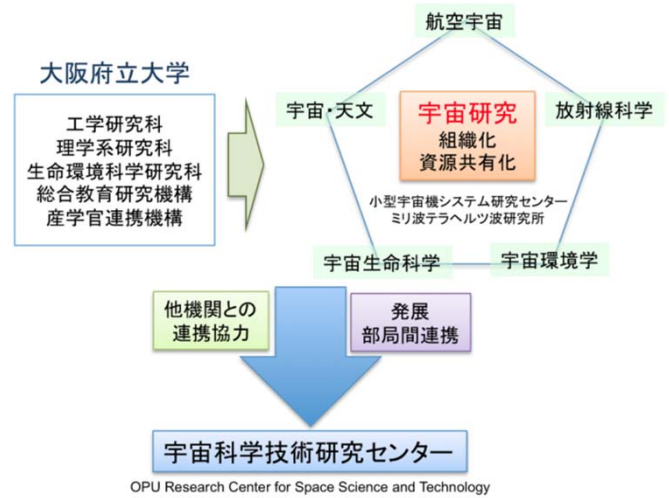 大阪府立大学
工学研究科
理学系研究科
生命環境科学研究科
総合教育研究機構
産学官連携機構
航空宇宙
宇宙・天文
放射線科学
宇宙研究
組織化
資源共有化
小型宇宙機システム研究センター
ミリ波テラヘルツ波研究所
宇宙生命科学
宇宙環境学
他機関との
連携協力
発展
部局間連携
宇宙科学技術研究センター
OPU Research Center for Space Science and Technology